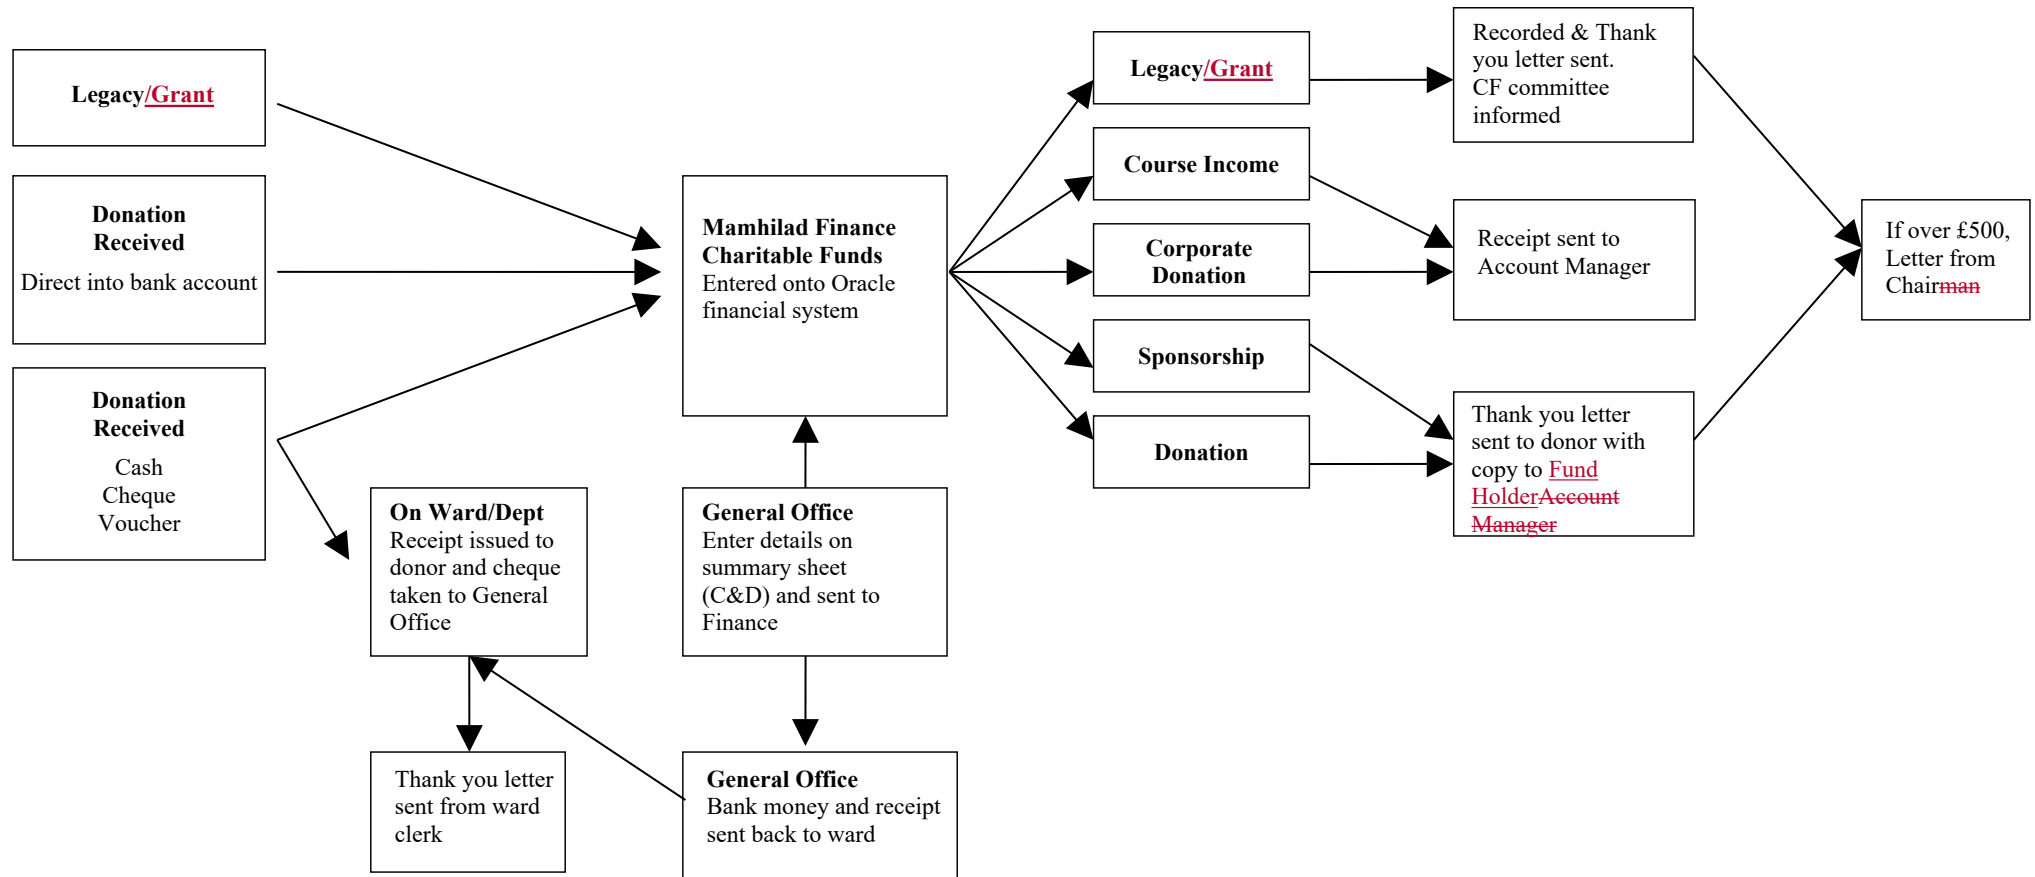 Legacy/Grant
Donation
Received
Direct into bank account
Donation
Received
Cash
Cheque
Voucher
On Ward/Dept
Receipt issued to
donor and cheque
taken to General
Office
Thank you letter
sent from ward
clerk
Mamhilad Finance
Charitable Funds
Entered onto Oracle
financial system
General Office
Enter details on
summary sheet
(C&D) and sent to
Finance
General Office
Bank money and receipt
sent back to ward
Legacy/Grant
Course Income
Corporate
Donation
Sponsorship
Donation
Recorded & Thank
you letter sent.
CF committee
informed
Receipt sent to
Account Manager
Thank you letter
sent to donor with
copy to Fund
HolderAccount
Manager
If over £500,
Letter from
Chairman